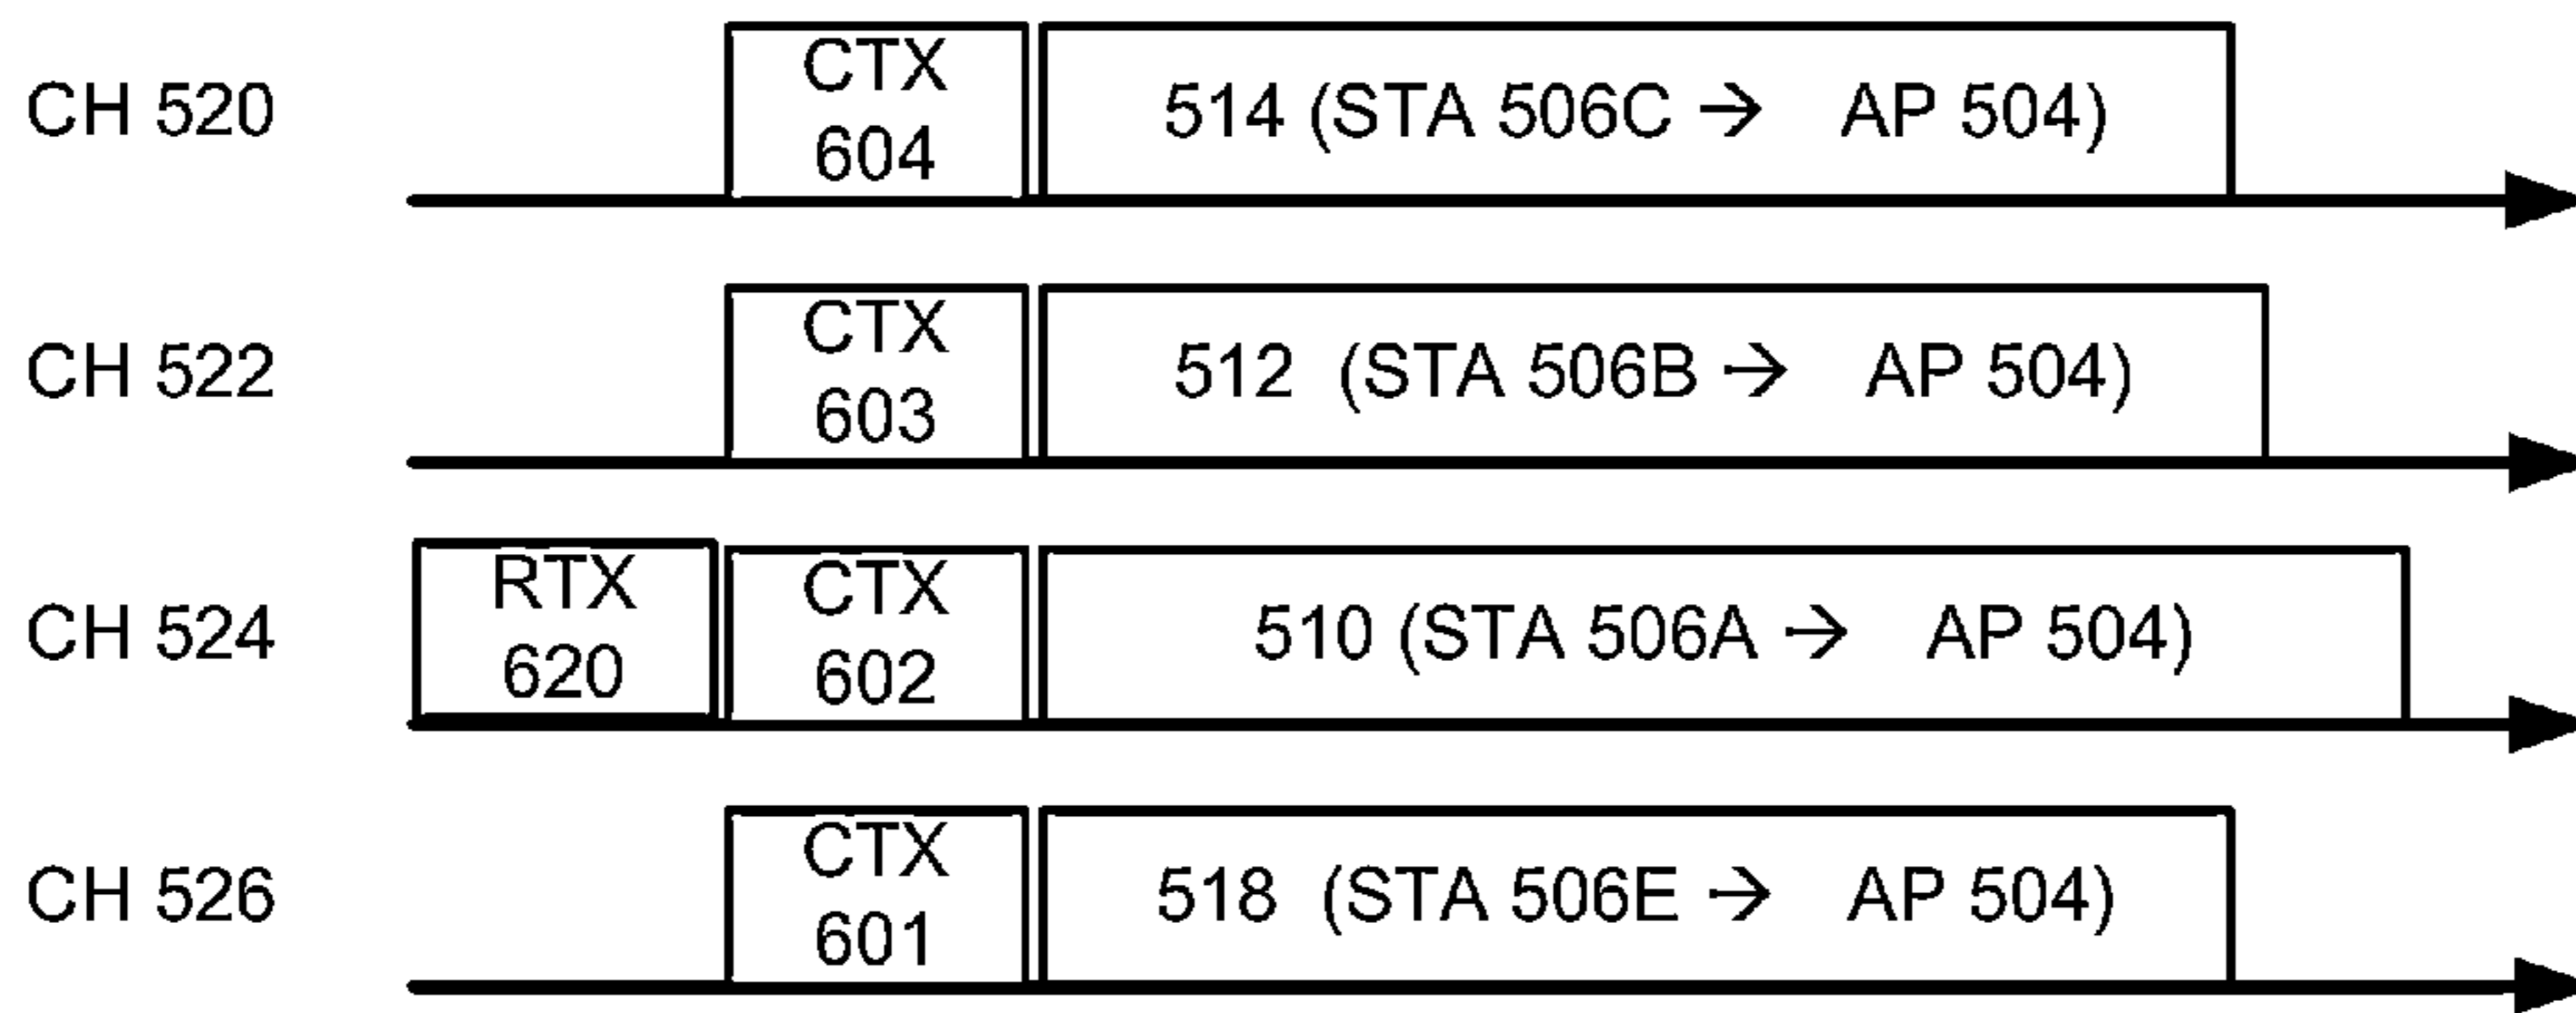 CH 520
CTX
604
514 (STA 506C → AP 504)
CH 522
CTX
603
512 (STA 506B → AP 504)
CH 524
RTX
620
CTX
602
510 (STA 506A → AP 504)
CH 526
CTX
601
518 (STA 506E → AP 504)